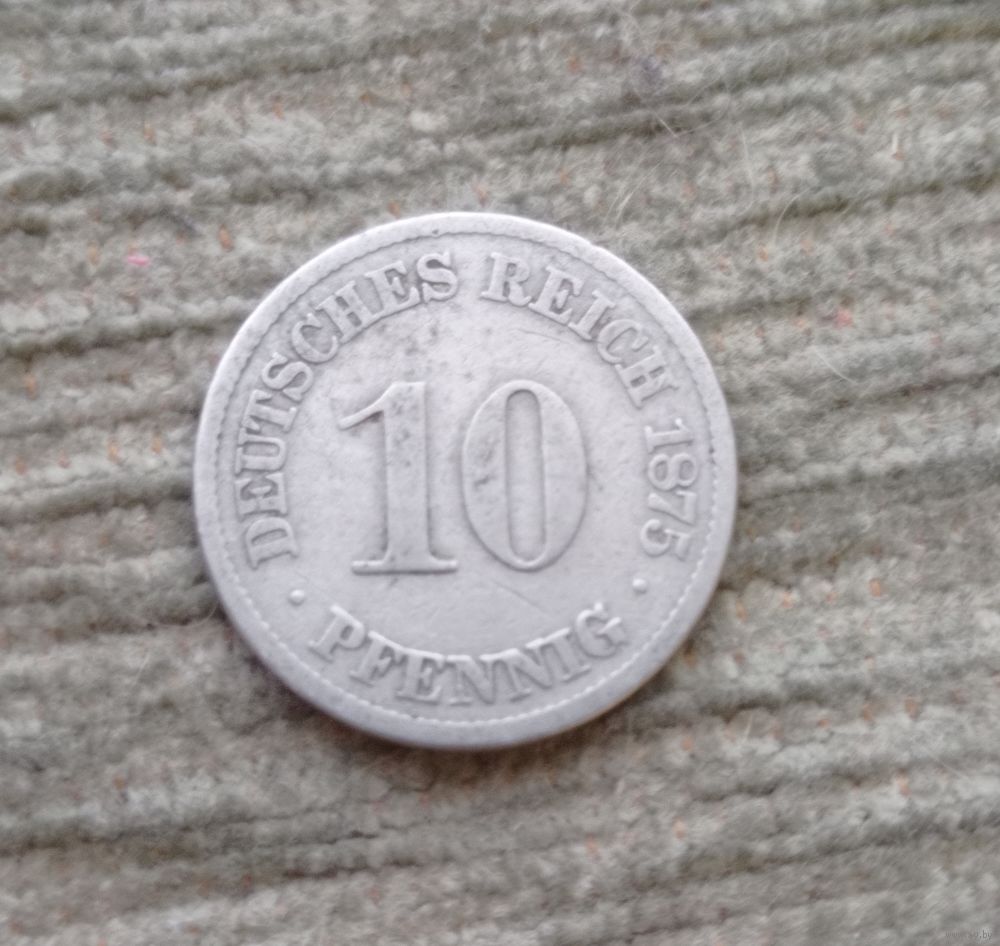 DEUTSCHES REICH 1875
10
· PFENNIG ·